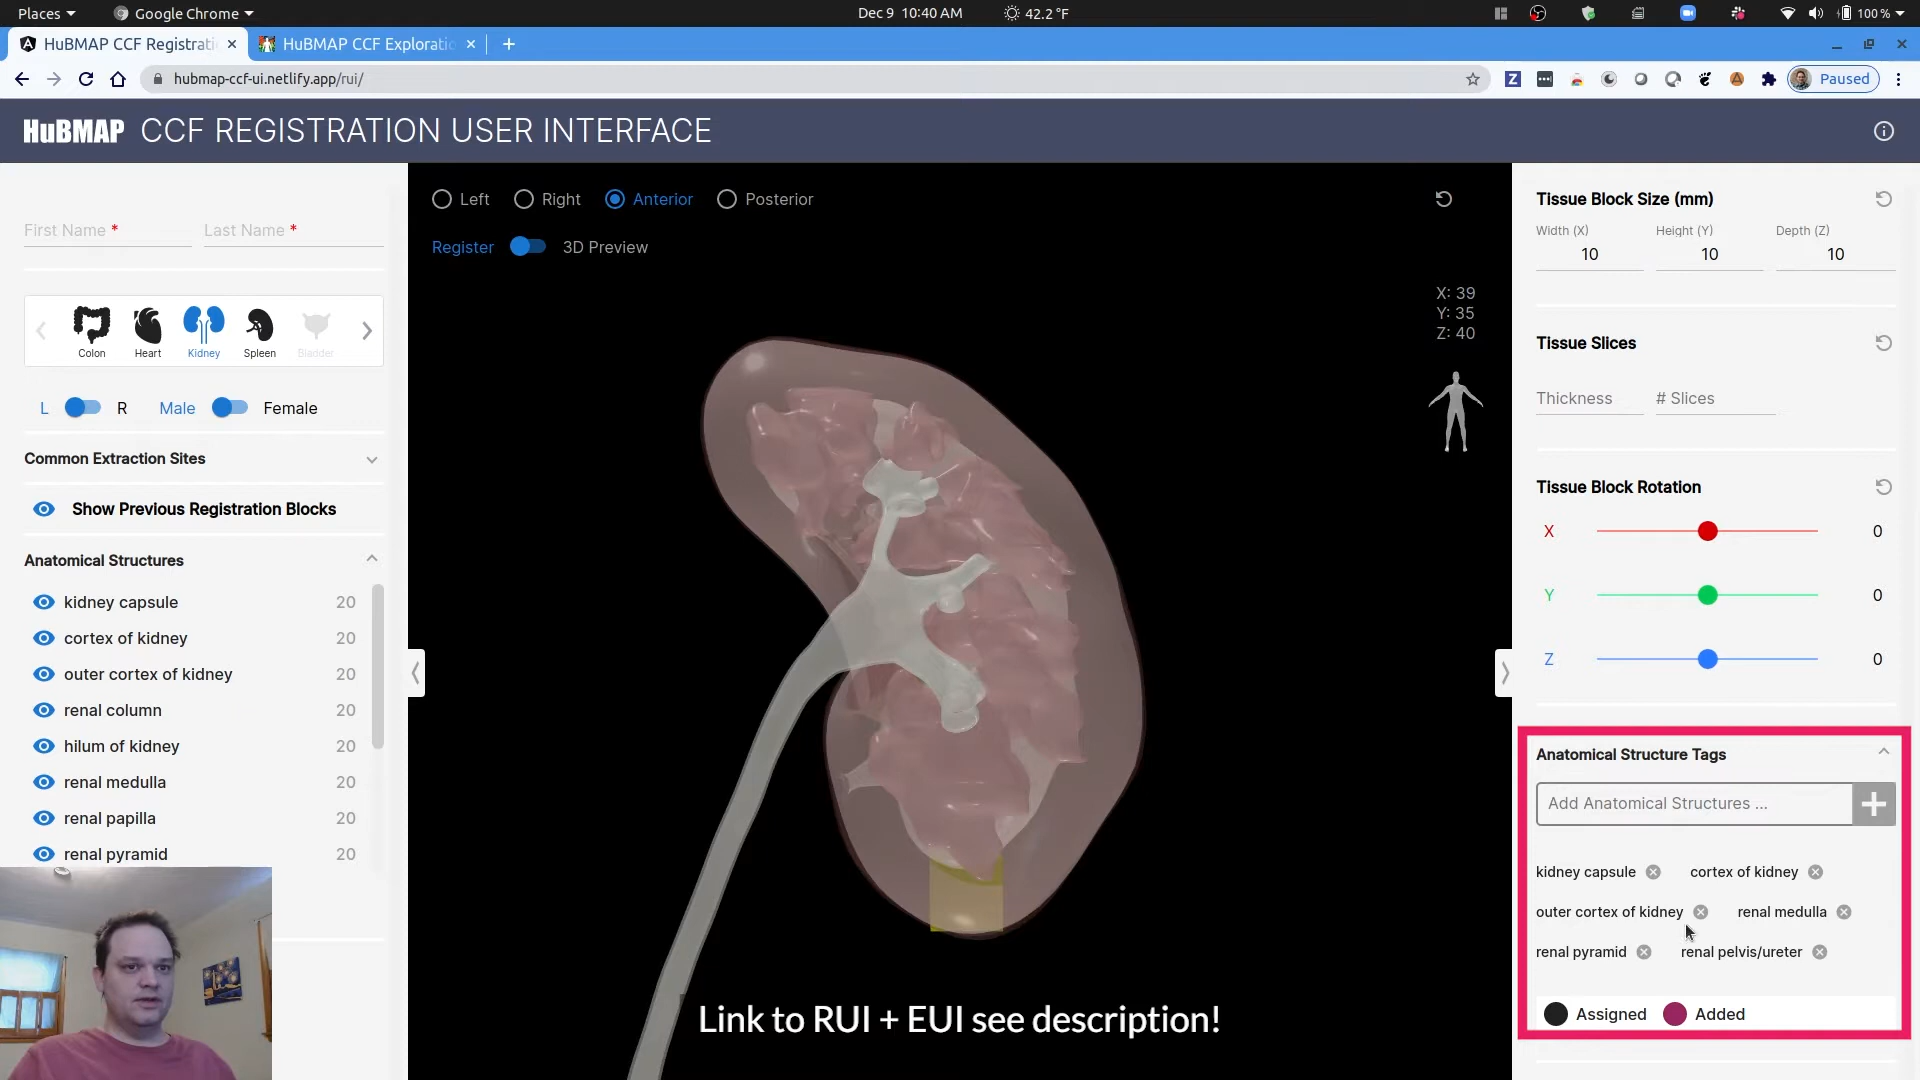 Places
Google Chrome
Dec 9 10:40 AM
42.2 °F
100 %
HuBMAP CCF Registrati
HuBMAP CCF Explorati
hubmap-ccf-ui.netlify.app/rui/
Z
Paused
HuBMAP CCF REGISTRATION USER INTERFACE
First Name *
Last Name *
Colon
Heart
Kidney
Spleen
Bladder
L R Male Female
Common Extraction Sites
Show Previous Registration Blocks
Anatomical Structures
kidney capsule 20
cortex of kidney 20
outer cortex of kidney 20
renal column 20
hilum of kidney 20
renal medulla 20
renal papilla 20
renal pyramid 20
Left Right Anterior Posterior
Register 3D Preview
X: 39
Y: 35
Z: 40
Link to RUI + EUI see description!
Tissue Block Size (mm)
Width (X) Height (Y) Depth (Z)
10 10 10
Tissue Slices
Thickness # Slices
Tissue Block Rotation
X 0
Y 0
Z 0
Anatomical Structure Tags
Add Anatomical Structures ...
kidney capsule cortex of kidney
outer cortex of kidney renal medulla
renal pyramid renal pelvis/ureter
Assigned Added